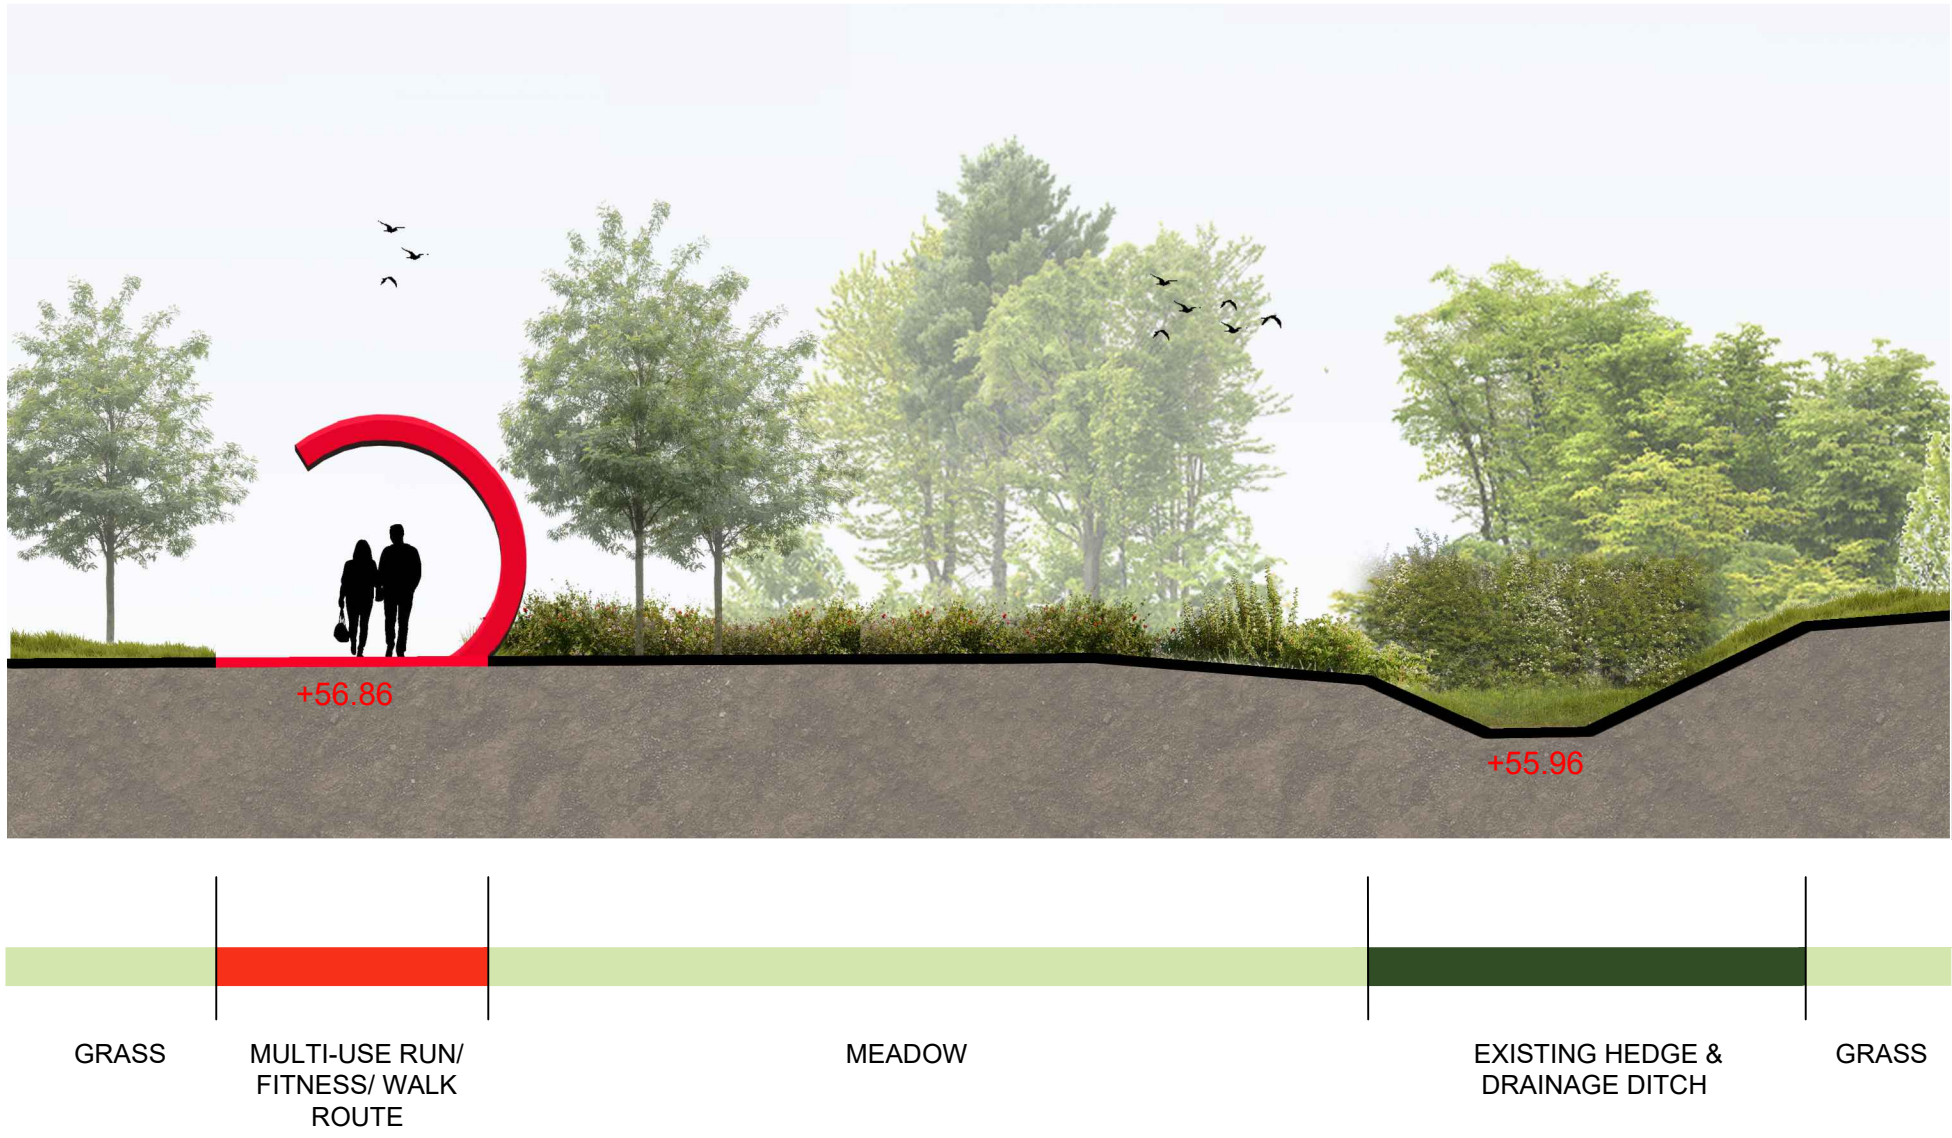 +56.86
+55.96
GRASS
MULTI-USE RUN/
FITNESS/ WALK
ROUTE
MEADOW
EXISTING HEDGE &
DRAINAGE DITCH
GRASS